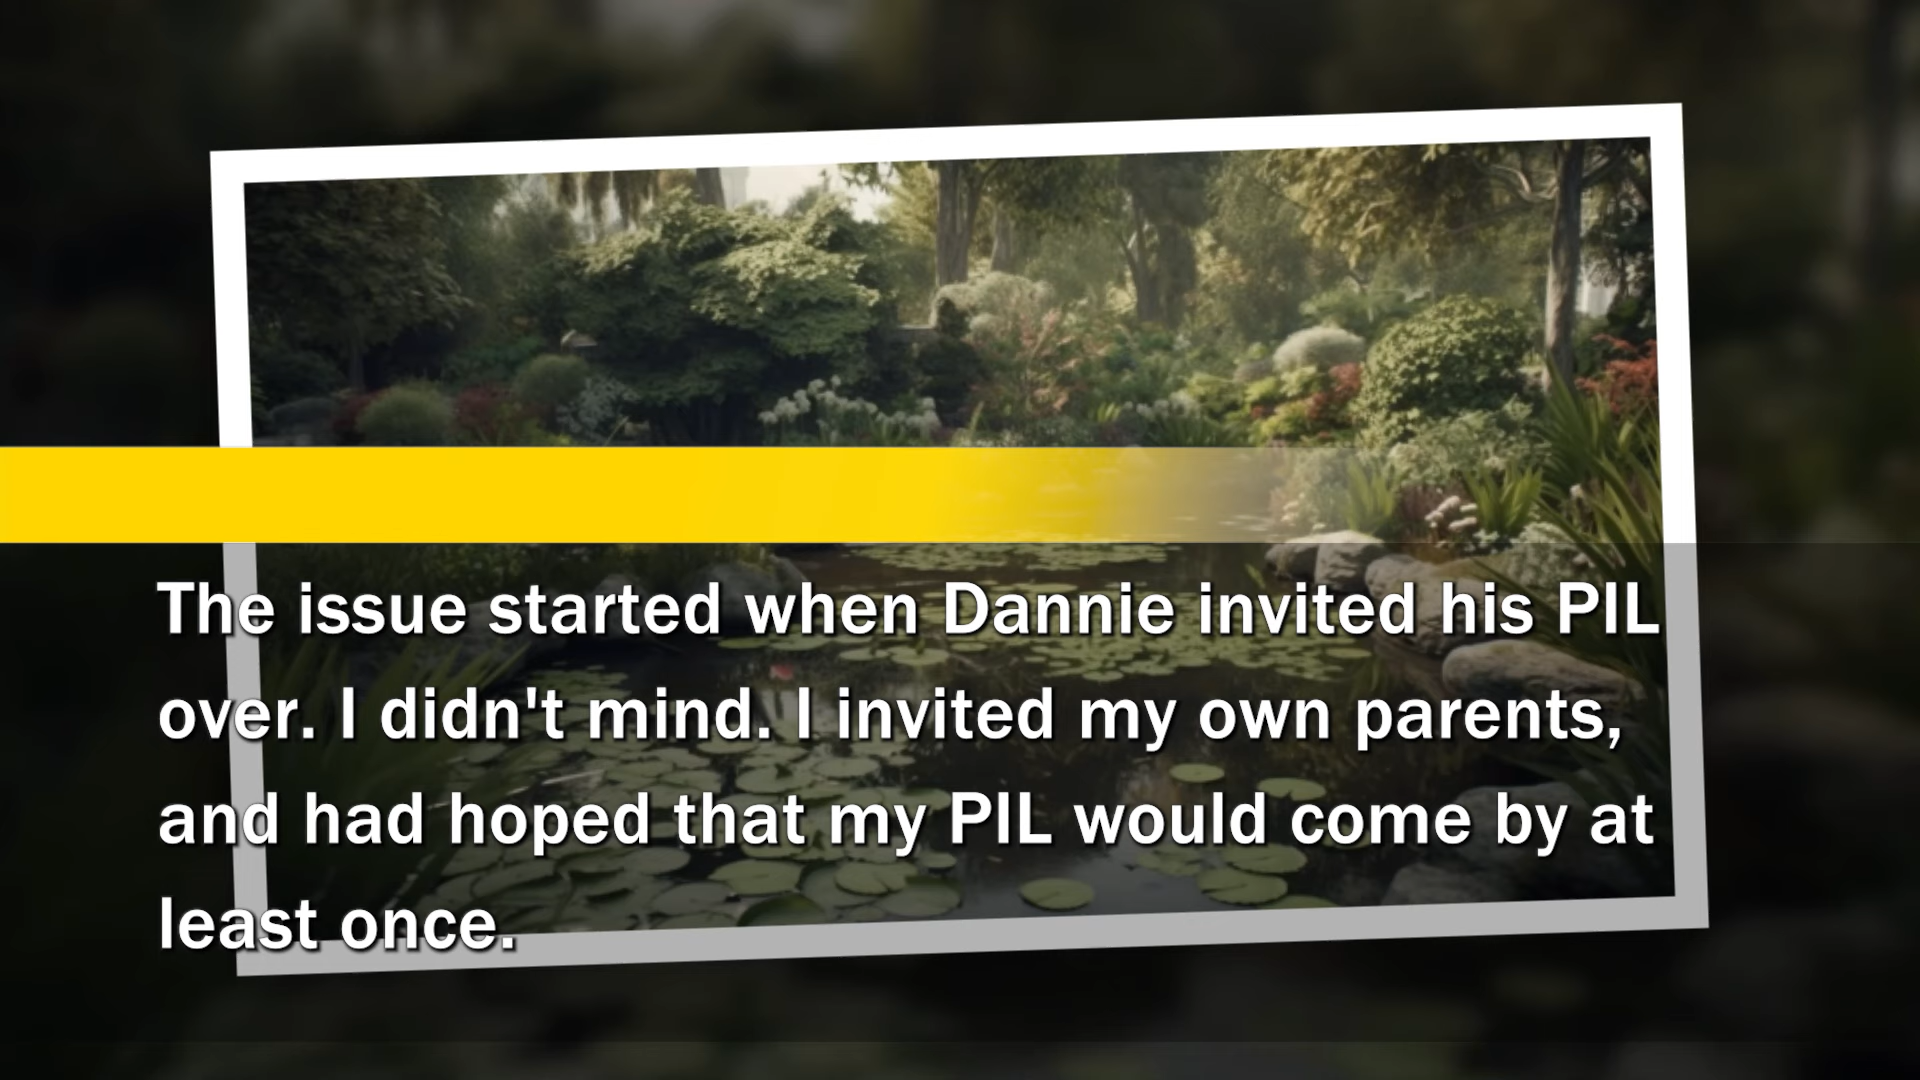 The issue started when Dannie invited his PIL
over. I didn't mind. I invited my own parents,
and had hoped that my PIL would come by at
least once.